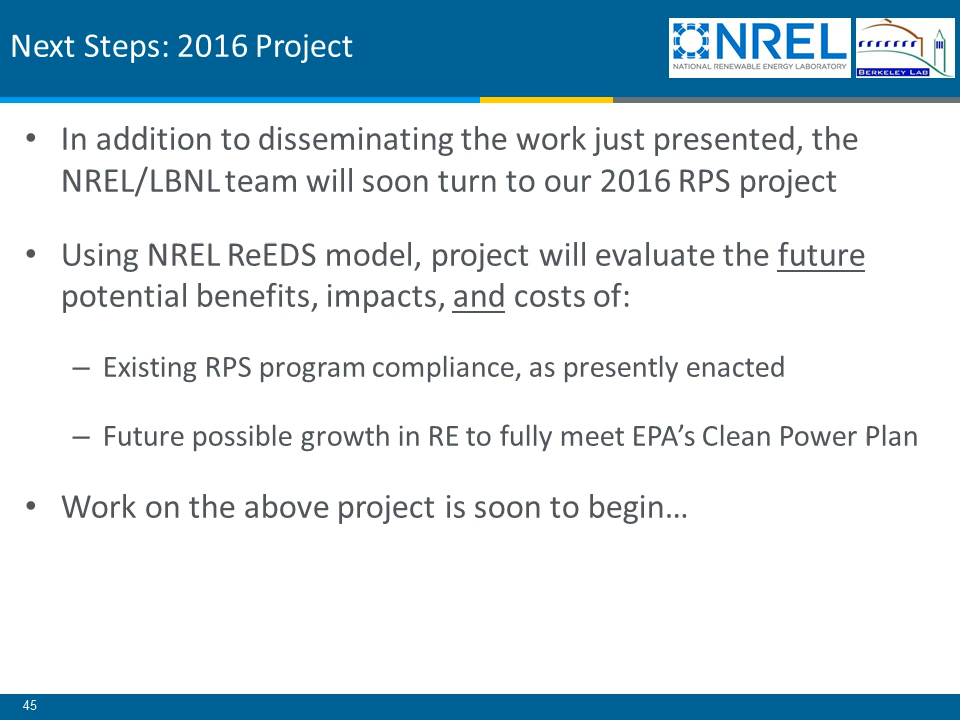 Next Steps: 2016 Project
NREL
NATIONAL RENEWABLE ENERGY LABORATORY
BERKELEY LAB
• In addition to disseminating the work just presented, the
NREL/LBNL team will soon turn to our 2016 RPS project
• Using NREL ReEDS model, project will evaluate the future
potential benefits, impacts, and costs of:
– Existing RPS program compliance, as presently enacted
– Future possible growth in RE to fully meet EPA’s Clean Power Plan
• Work on the above project is soon to begin…
45